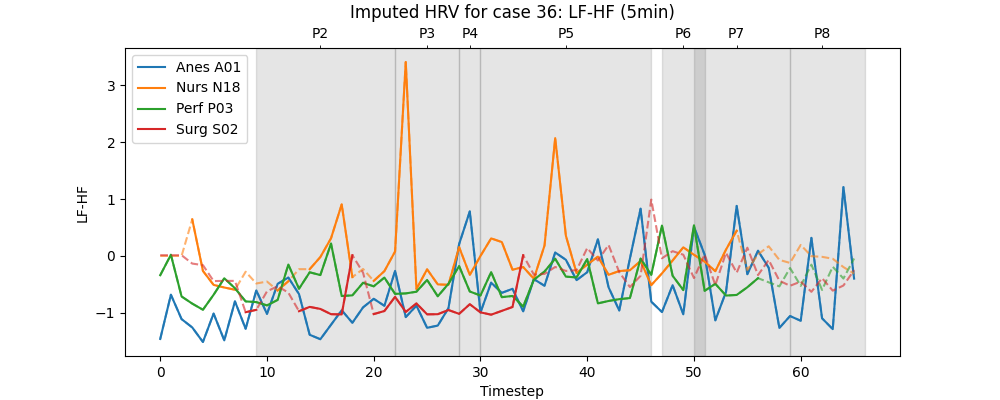 Imputed HRV for case 36: LF-HF (5min)
P2 P3 P4 P5 P6 P7 P8
Anes A01
Nurs N18
Perf P03
Surg S02
LF-HF
3
2
1
0
−1
0 10 20 30 40 50 60
Timestep